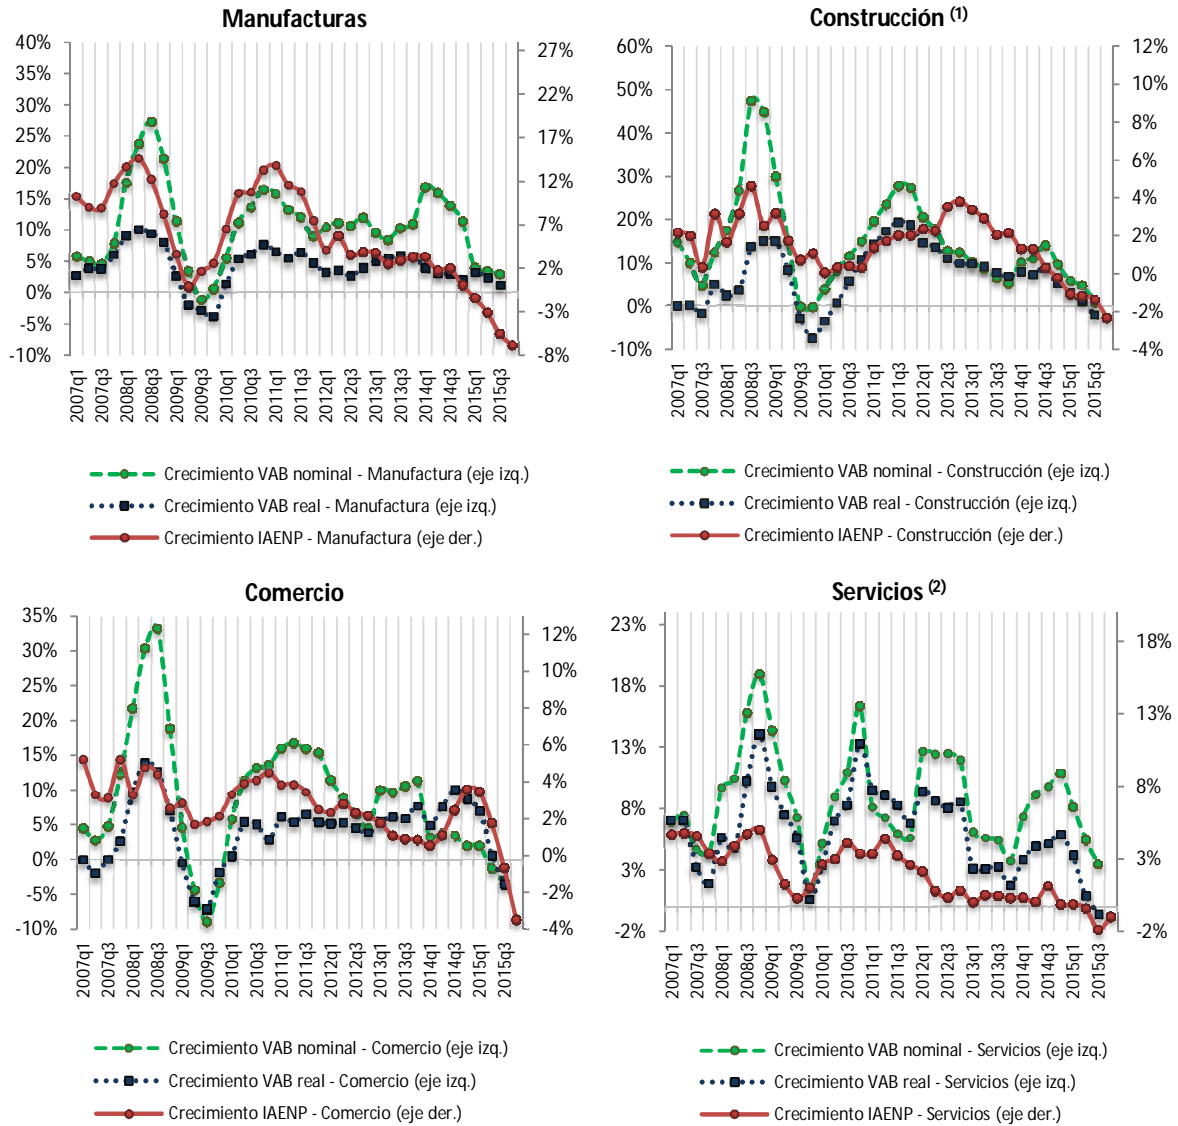 Manufacturas
40%
35%
30%
25%
20%
15%
10%
5%
0%
-5%
-10%
27%
22%
17%
12%
7%
2%
-3%
-8%
2007q1
2007q3
2008q1
2008q3
2009q1
2009q3
2010q1
2010q3
2011q1
2011q3
2012q1
2012q3
2013q1
2013q3
2014q1
2014q3
2015q1
2015q3
Crecimiento VAB nominal - Manufactura (eje izq.)
Crecimiento VAB real - Manufactura (eje izq.)
Crecimiento IAENP - Manufactura (eje der.)
Construcción (1)
60%
50%
40%
30%
20%
10%
0%
-10%
12%
10%
8%
6%
4%
2%
0%
-2%
-4%
2007q1
2007q3
2008q1
2008q3
2009q1
2009q3
2010q1
2010q3
2011q1
2011q3
2012q1
2012q3
2013q1
2013q3
2014q1
2014q3
2015q1
2015q3
Crecimiento VAB nominal - Construcción (eje izq.)
Crecimiento VAB real - Construcción (eje izq.)
Crecimiento IAENP - Construcción (eje der.)
Comercio
35%
30%
25%
20%
15%
10%
5%
0%
-5%
-10%
12%
10%
8%
6%
4%
2%
0%
-2%
-4%
2007q1
2007q3
2008q1
2008q3
2009q1
2009q3
2010q1
2010q3
2011q1
2011q3
2012q1
2012q3
2013q1
2013q3
2014q1
2014q3
2015q1
2015q3
Crecimiento VAB nominal - Comercio (eje izq.)
Crecimiento VAB real - Comercio (eje izq.)
Crecimiento IAENP - Comercio (eje der.)
Servicios (2)
23%
18%
13%
8%
3%
-2%
18%
13%
8%
3%
-2%
2007q1
2007q3
2008q1
2008q3
2009q1
2009q3
2010q1
2010q3
2011q1
2011q3
2012q1
2012q3
2013q1
2013q3
2014q1
2014q3
2015q1
2015q3
Crecimiento VAB nominal - Servicios (eje izq.)
Crecimiento VAB real - Servicios (eje izq.)
Crecimiento IAENP - Servicios (eje der.)